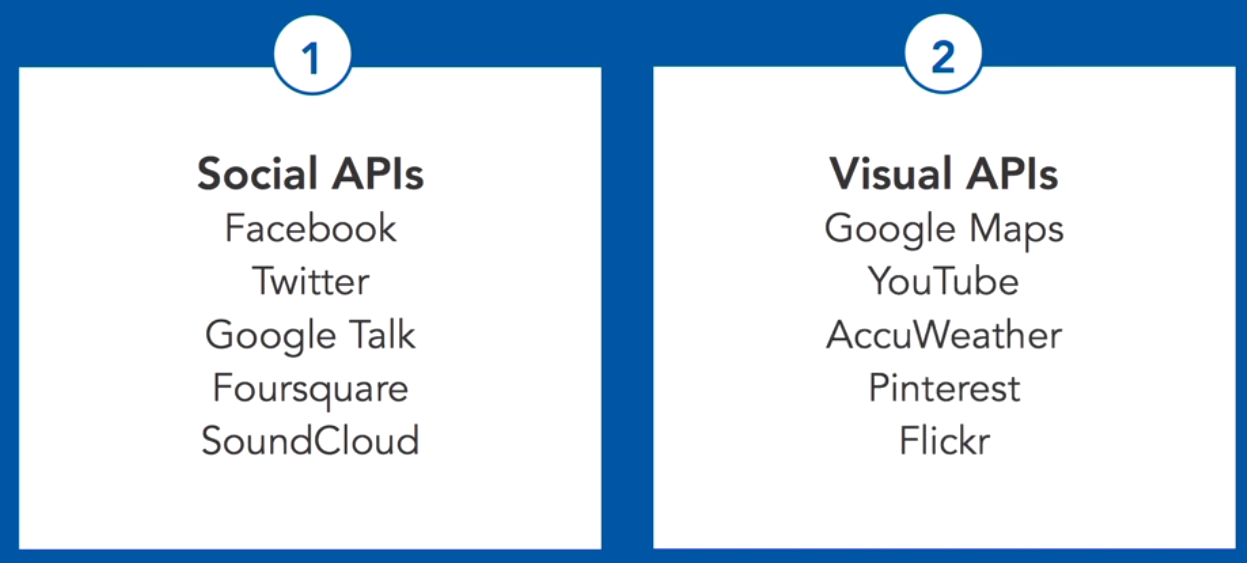 1
Social APIs
Facebook
Twitter
Google Talk
Foursquare
SoundCloud
2
Visual APIs
Google Maps
YouTube
AccuWeather
Pinterest
Flickr